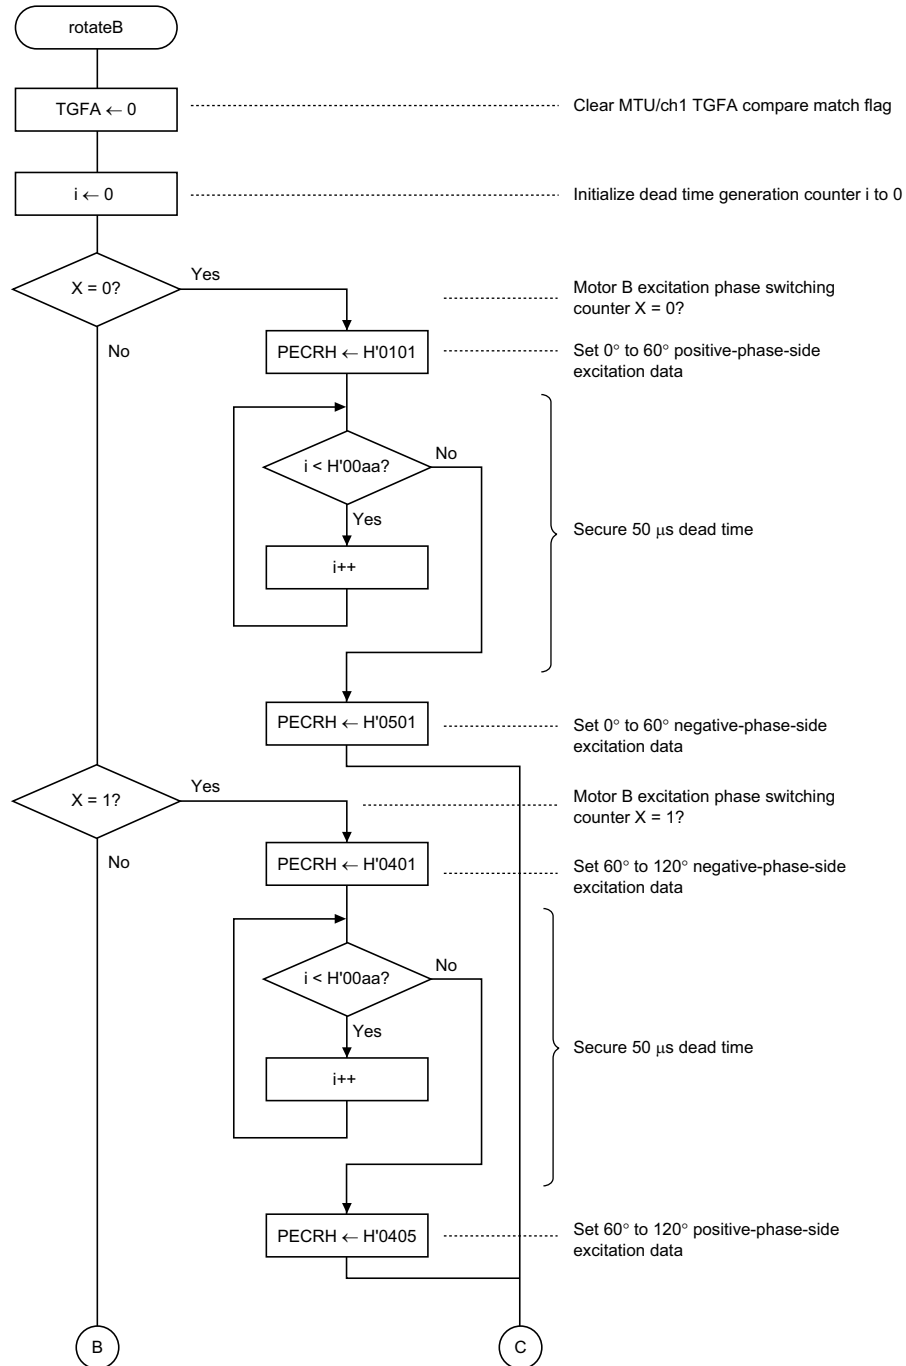 rotateB
TGFA ← 0
Clear MTU/ch1 TGFA compare match flag
i ← 0
Initialize dead time generation counter i to 0
X = 0?
Yes
No
Motor B excitation phase switching
counter X = 0?
PECRH ← H'0101
Set 0° to 60° positive-phase-side
excitation data
i < H'00aa?
No
Yes
i++
Secure 50 μs dead time
PECRH ← H'0501
Set 0° to 60° negative-phase-side
excitation data
X = 1?
Yes
No
Motor B excitation phase switching
counter X = 1?
PECRH ← H'0401
Set 60° to 120° negative-phase-side
excitation data
i < H'00aa?
No
Yes
i++
Secure 50 μs dead time
PECRH ← H'0405
Set 60° to 120° positive-phase-side
excitation data
B
C